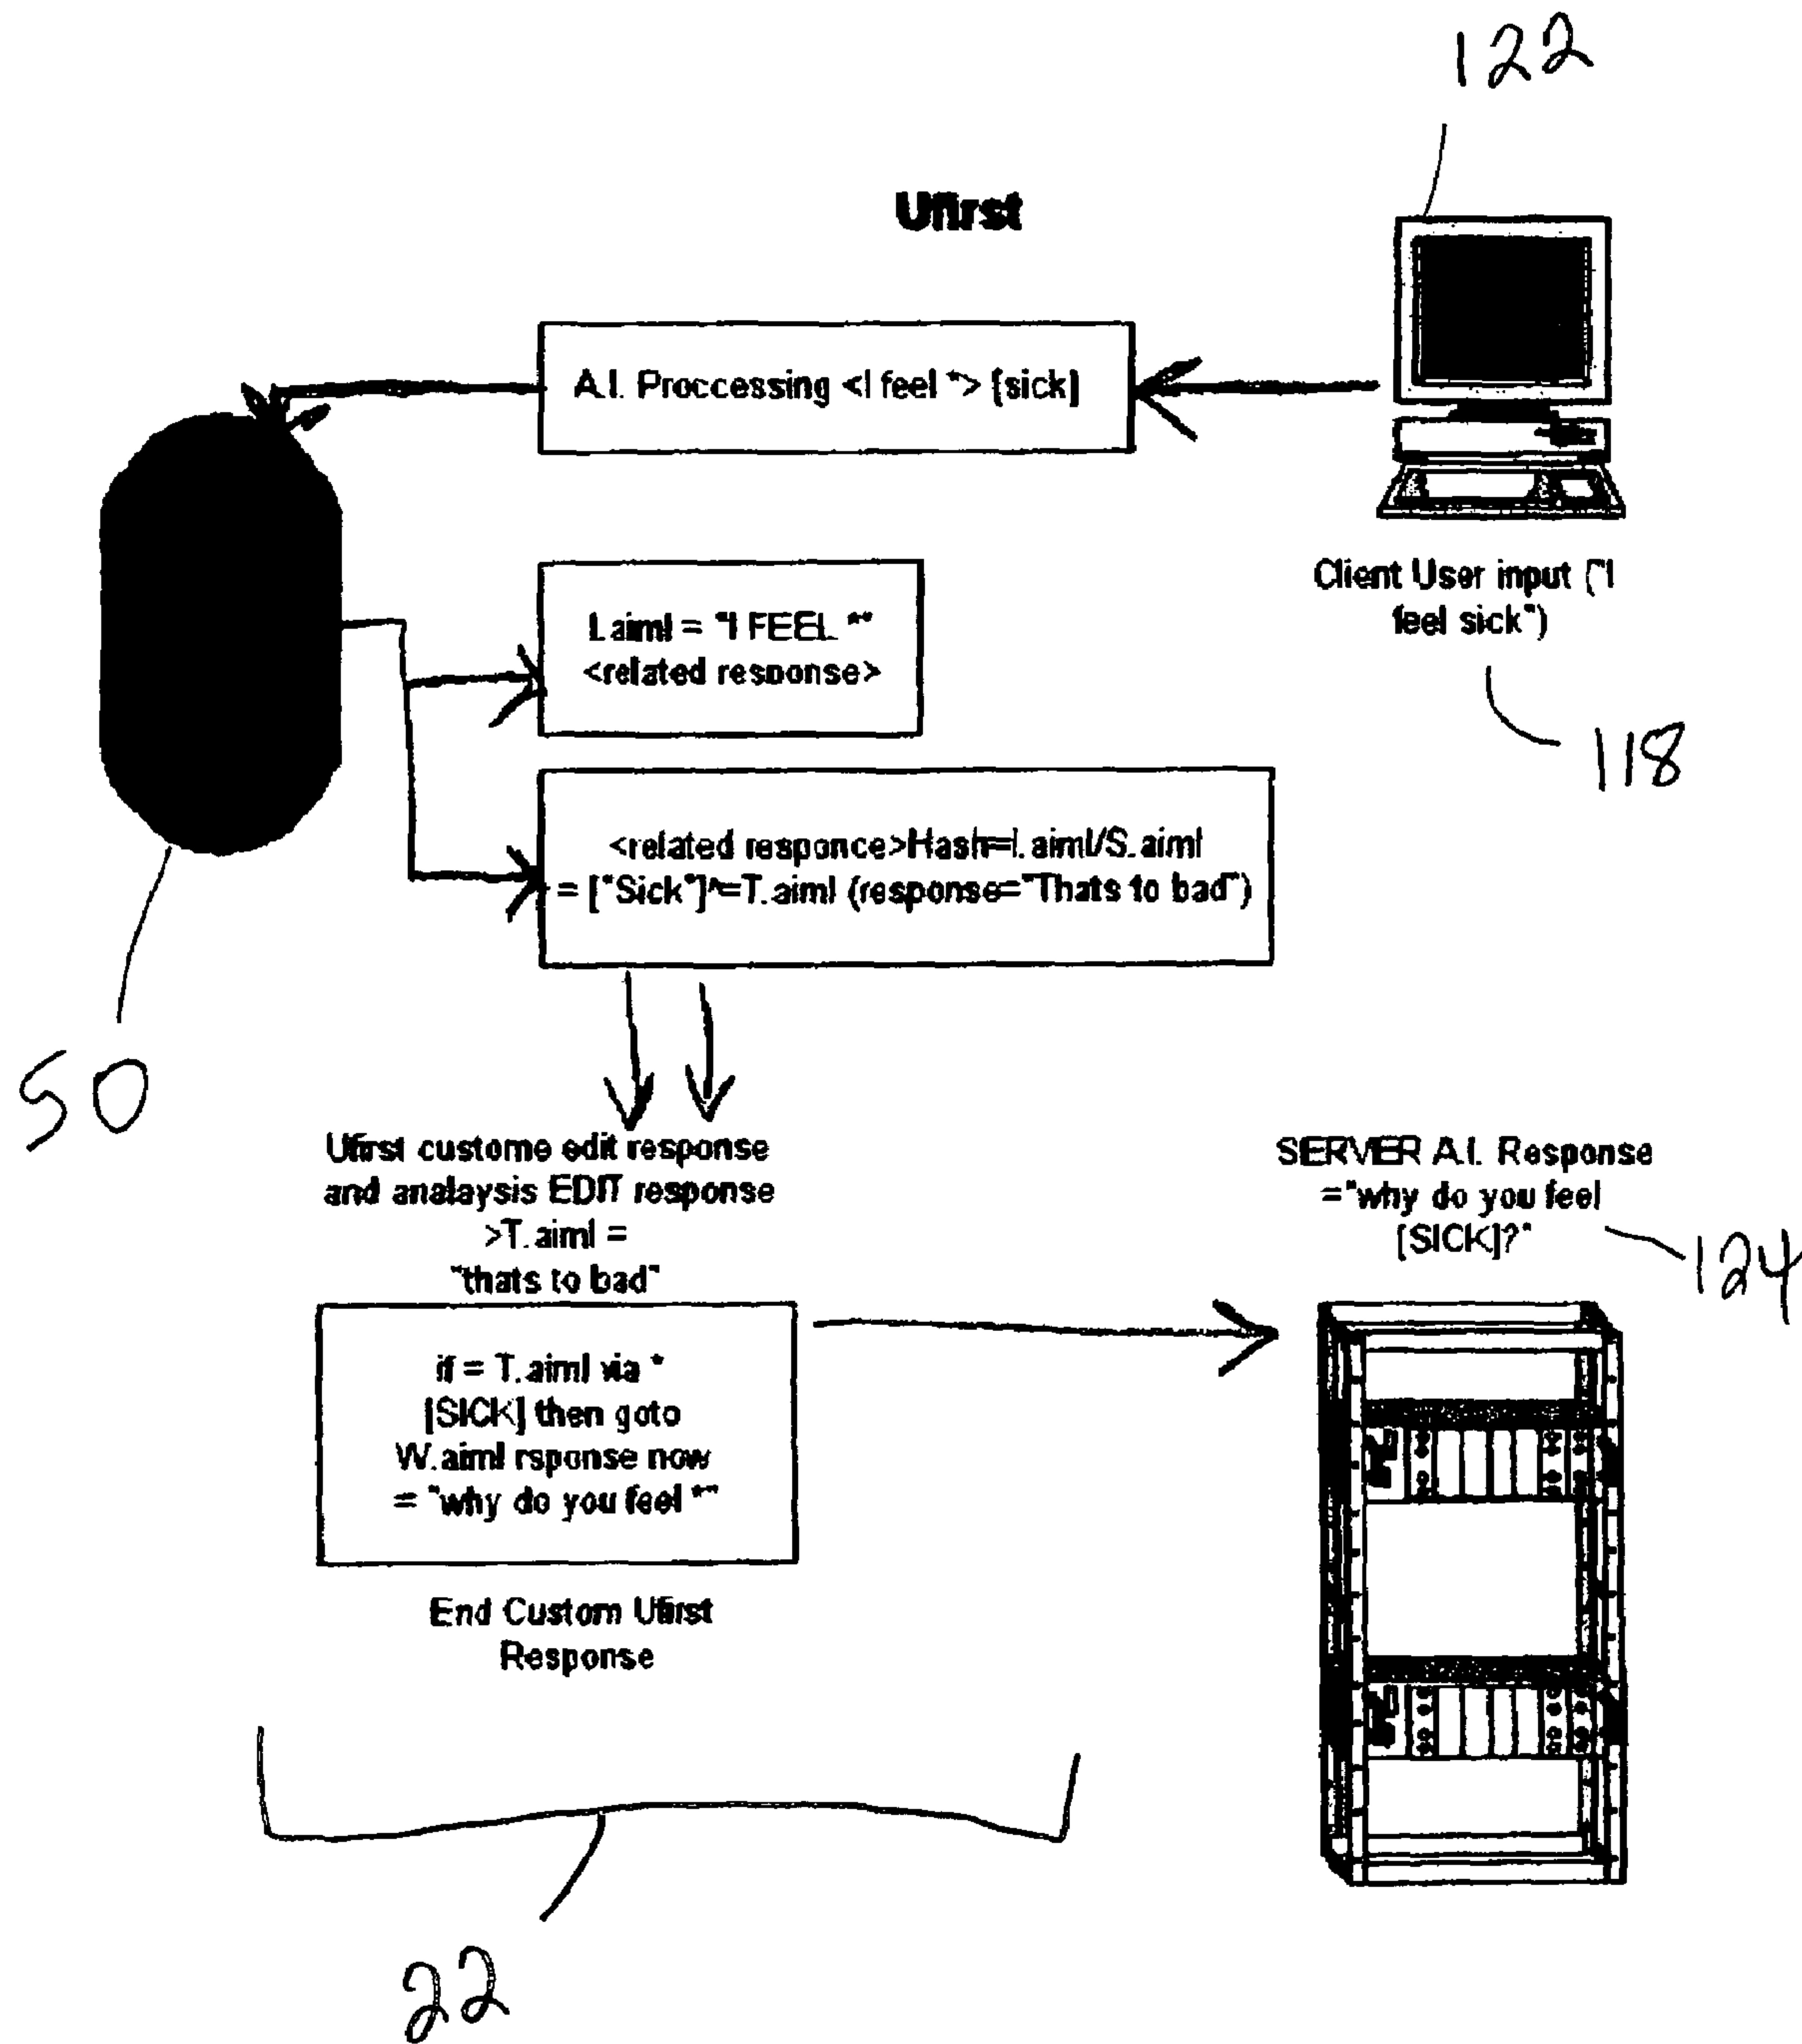 122
Ufirst
A.I. Proccessing <I feel *> [sick]
Client User input ("I
feel sick")
118
I.aiml = "I FEEL *"
<related response>
<related responce>Hash=I.aiml/S.aiml
= ["Sick"]^=T.aiml (response="Thats to bad")
50
Ufirst custome edit response
and analaysis EDIT response
>T.aiml =
"thats to bad"
SERVER A.I. Response
="why do you feel
[SICK]?"
124
if = T.aiml via *
[SICK] then goto
W.aiml rsponse now
= "why do you feel *"
End Custom Ufirst
Response
22